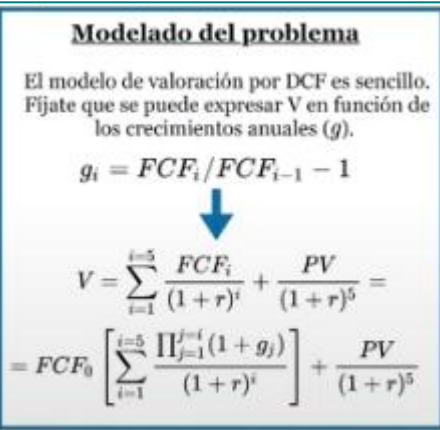 Modelado del problema
El modelo de valoración por DCF es sencillo.
Fíjate que se puede expresar V en función de
los crecimientos anuales (g).
g_i = FCF_i/FCF_{i-1} − 1
V = \sum_{i=1}^{i=5} \frac{FCF_i}{(1+r)^i} + \frac{PV}{(1+r)^5} =
= FCF_0 \left[ \sum_{i=1}^{i=5} \frac{\prod_{j=1}^{j=i}(1+g_j)}{(1+r)^i} \right] + \frac{PV}{(1+r)^5}